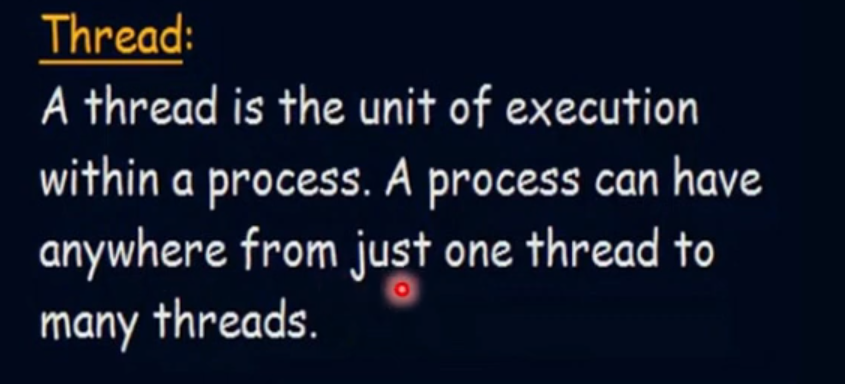 Thread:
A thread is the unit of execution
within a process. A process can have
anywhere from just one thread to
many threads.